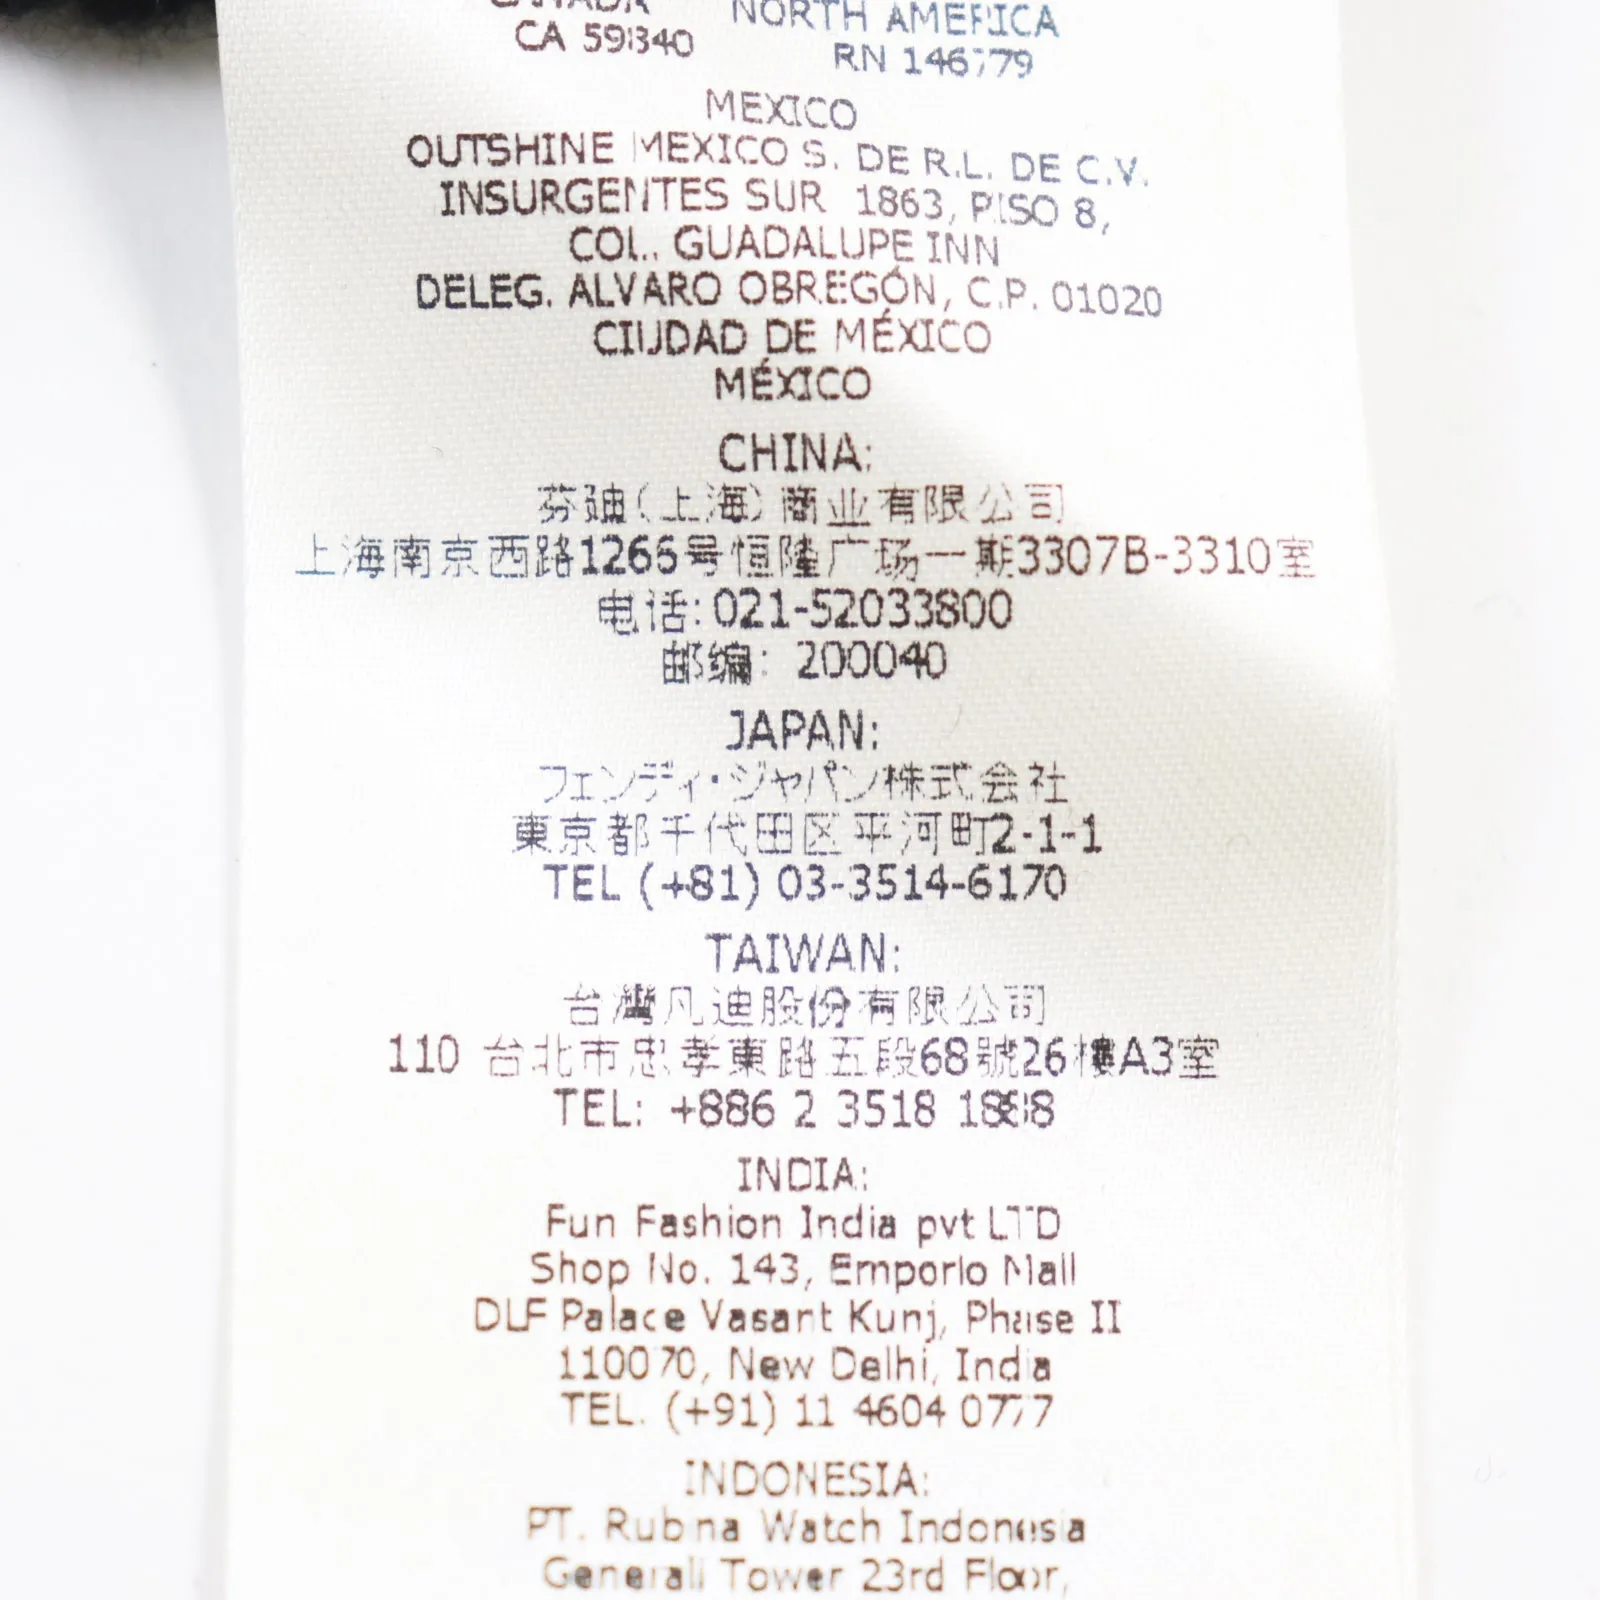 CANADA NORTH AMERICA
CA 59840 RN 146779
MEXICO
OUTSHINE MEXICO S. DE R.L. DE C.V.
INSURGENTES SUR 1863, PISO 8,
COL. GUADALUPE INN
DELEG. ALVARO OBREGÓN, C.P. 01020
CIUDAD DE MÉXICO
MÉXICO
CHINA:
芬迪(上海)商业有限公司
上海南京西路1266号恒隆广场一期3307B-3310室
电话:021-52033800
邮编: 200040
JAPAN:
フェンディ・ジャパン株式会社
東京都千代田区平河町2-1-1
TEL (+81) 03-3514-6170
TAIWAN:
台灣凡迪股份有限公司
110 台北市忠孝東路五段68號26樓A3室
TEL: +886 2 3518 1888
INDIA:
Fun Fashion India pvt LTD
Shop No. 143, Emporio Mall
DLF Palace Vasant Kunj, Phase II
110070, New Delhi, India
TEL. (+91) 11 4604 0777
INDONESIA:
PT. Rubina Watch Indonesia
Generali Tower 23rd Floor,